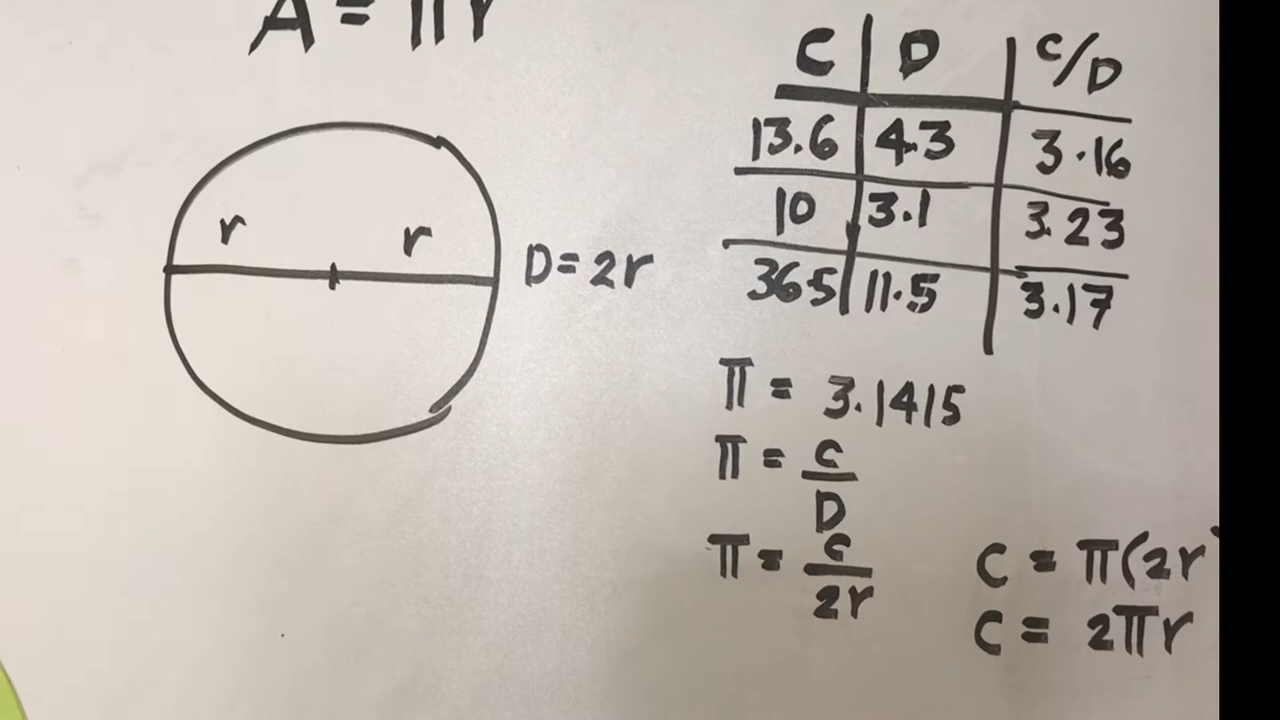 A = πr
r r
D = 2r
C D C/D
13.6 4.3 3.16
10 3.1 3.23
36.5 11.5 3.17
π = 3.1415
π = C/D
π = C/2r
C = π(2r
C = 2πr